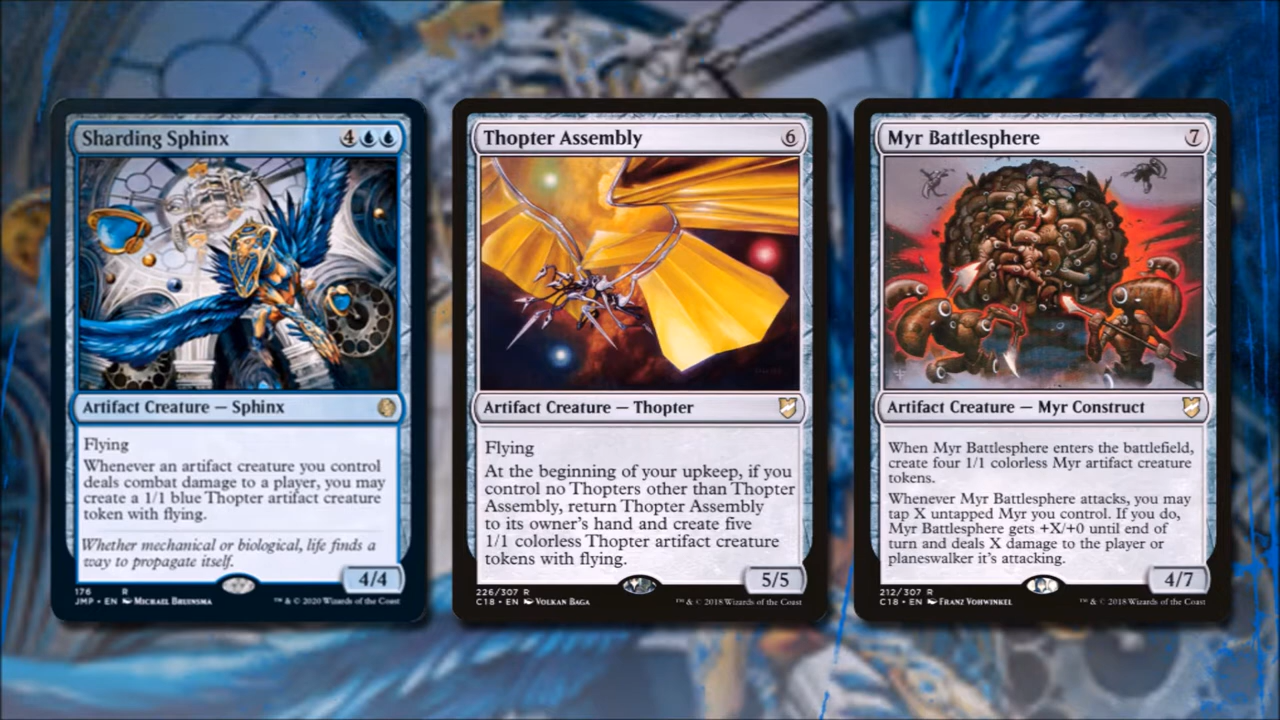 Sharding Sphinx 4
Artifact Creature — Sphinx
Flying
Whenever an artifact creature you control
deals combat damage to a player, you may
create a 1/1 blue Thopter artifact creature
token with flying.
Whether mechanical or biological, life finds a
way to propagate itself.
4/4
176 R
JMP • EN Michael Bruinsma
™ & © 2020 Wizards of the Coast
Thopter Assembly 6
Artifact Creature — Thopter
Flying
At the beginning of your upkeep, if you
control no Thopters other than Thopter
Assembly, return Thopter Assembly
to its owner's hand and create five
1/1 colorless Thopter artifact creature
tokens with flying.
5/5
226/307 R
C18 • EN Volkan Baga
™ & © 2018 Wizards of the Coast
Myr Battlesphere 7
Artifact Creature — Myr Construct
When Myr Battlesphere enters the battlefield,
create four 1/1 colorless Myr artifact creature
tokens.
Whenever Myr Battlesphere attacks, you may
tap X untapped Myr you control. If you do,
Myr Battlesphere gets +X/+0 until end of
turn and deals X damage to the player or
planeswalker it's attacking.
4/7
212/307 R
C18 • EN Franz Vohwinkel
™ & © 2018 Wizards of the Coast